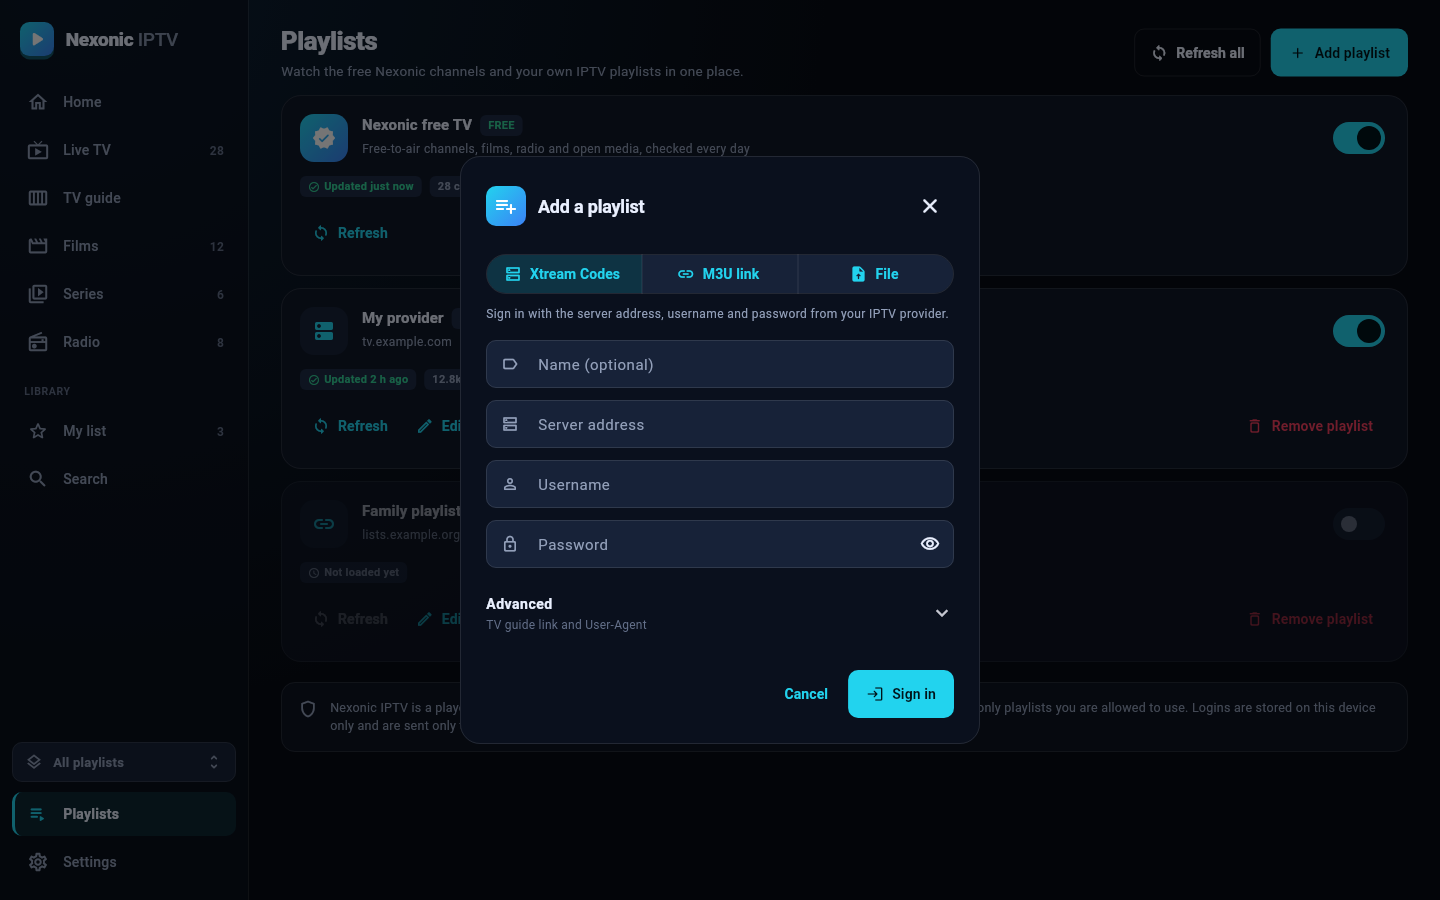 Nexonic IPTV
Home
Live TV 28
TV guide
Films 12
Series 6
Radio 8
LIBRARY
My list 3
Search
All playlists
Playlists
Settings
Playlists
Watch the free Nexonic channels and your own IPTV playlists in one place.
Refresh all
Add playlist
Nexonic free TV FREE
Free-to-air channels, films, radio and open media, checked every day
Updated just now 28
Refresh
My provider
tv.example.com
Updated 2 h ago 12.8k
Refresh
Remove playlist
Family playlist
lists.example.org
Not loaded yet
Refresh
Remove playlist
Nexonic IPTV is a
only playlists you are allowed to use. Logins are stored on this device
only and are sent only
Add a playlist
Xtream Codes
M3U link
File
Sign in with the server address, username and password from your IPTV provider.
Name (optional)
Server address
Username
Password
Advanced
TV guide link and User-Agent
Cancel
Sign in